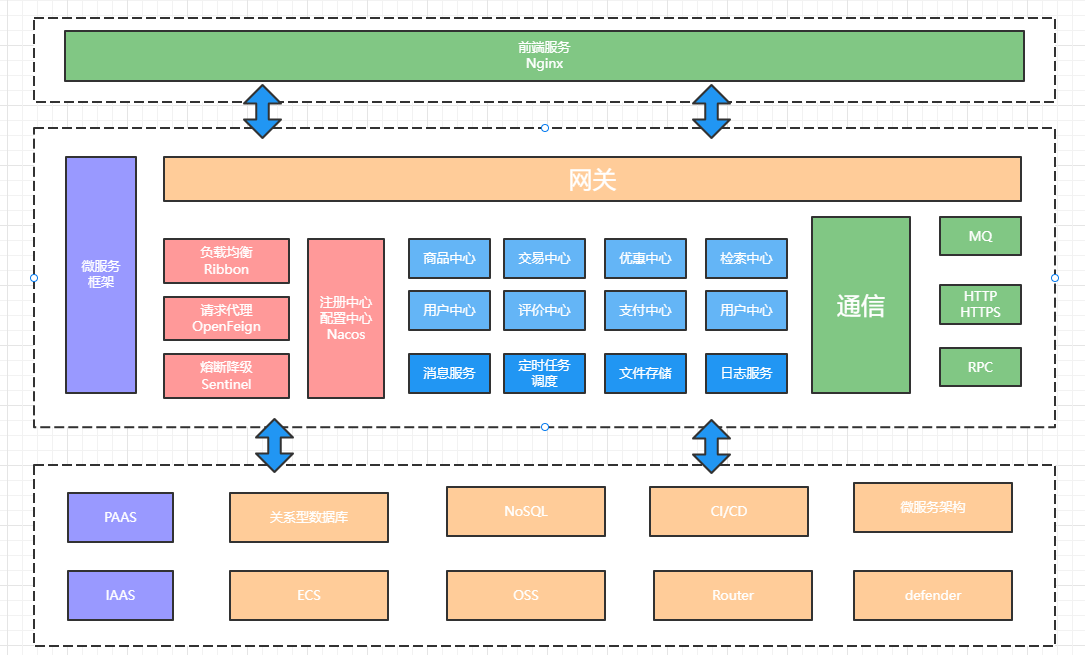 前端服务
Nginx
网关
微服务
框架
负载均衡
Ribbon
请求代理
OpenFeign
熔断降级
Sentinel
注册中心
配置中心
Nacos
商品中心
交易中心
优惠中心
检索中心
用户中心
评价中心
支付中心
用户中心
消息服务
定时任务
调度
文件存储
日志服务
通信
MQ
HTTP
HTTPS
RPC
PAAS
关系型数据库
NoSQL
CI/CD
微服务架构
IAAS
ECS
OSS
Router
defender